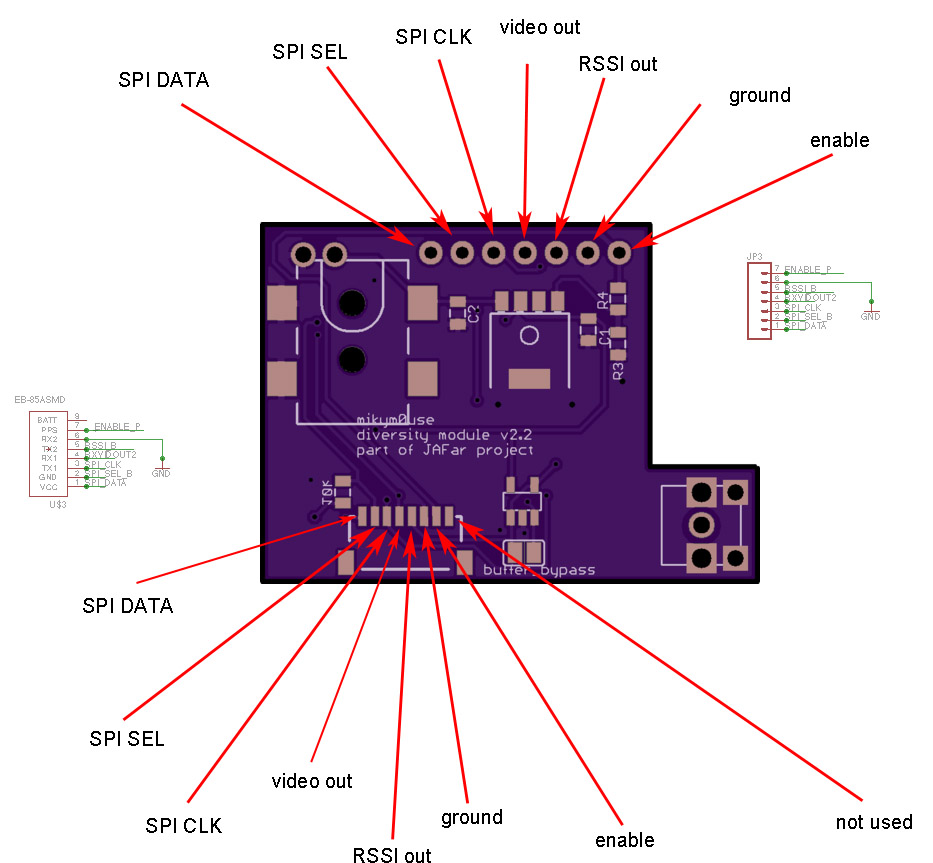 video out
SPI CLK
SPI SEL
RSSI out
SPI DATA
ground
enable
JP3
7 ENABLE_P
6
5 RSSI_B
4 RXVIDOUT2
3 SPI_CLK
2 SPI_SEL_B
1 SPI_DATA
GND
C2
R4
C1
R3
EB-85ASMD
BATT 8
PPS 7 ENABLE_P
RX2 6
TX2 5 RSSI_B
RX1 4 RXVIDOUT2
TX1 3 SPI_CLK
GND 2 SPI_SEL_B
VCC 1 SPI_DATA
GND
U$3
mikym0use
diversity module v2.2
part of JAFar project
buffer bypass
SPI DATA
SPI SEL
video out
SPI CLK
ground
not used
enable
RSSI out